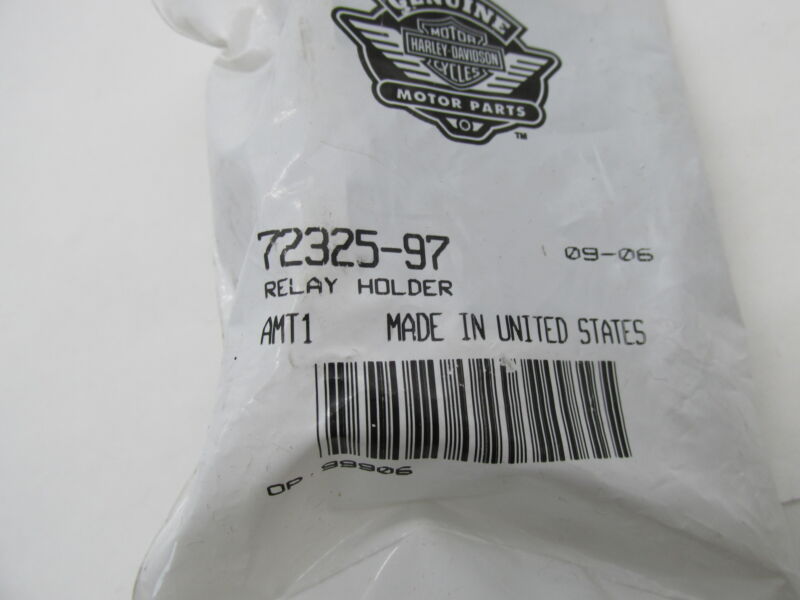 GENUINE
MOTOR
HARLEY-DAVIDSON
CYCLES
MOTOR PARTS
TM
72325-97 09-06
RELAY HOLDER
AMT1 MADE IN UNITED STATES
OP 99906